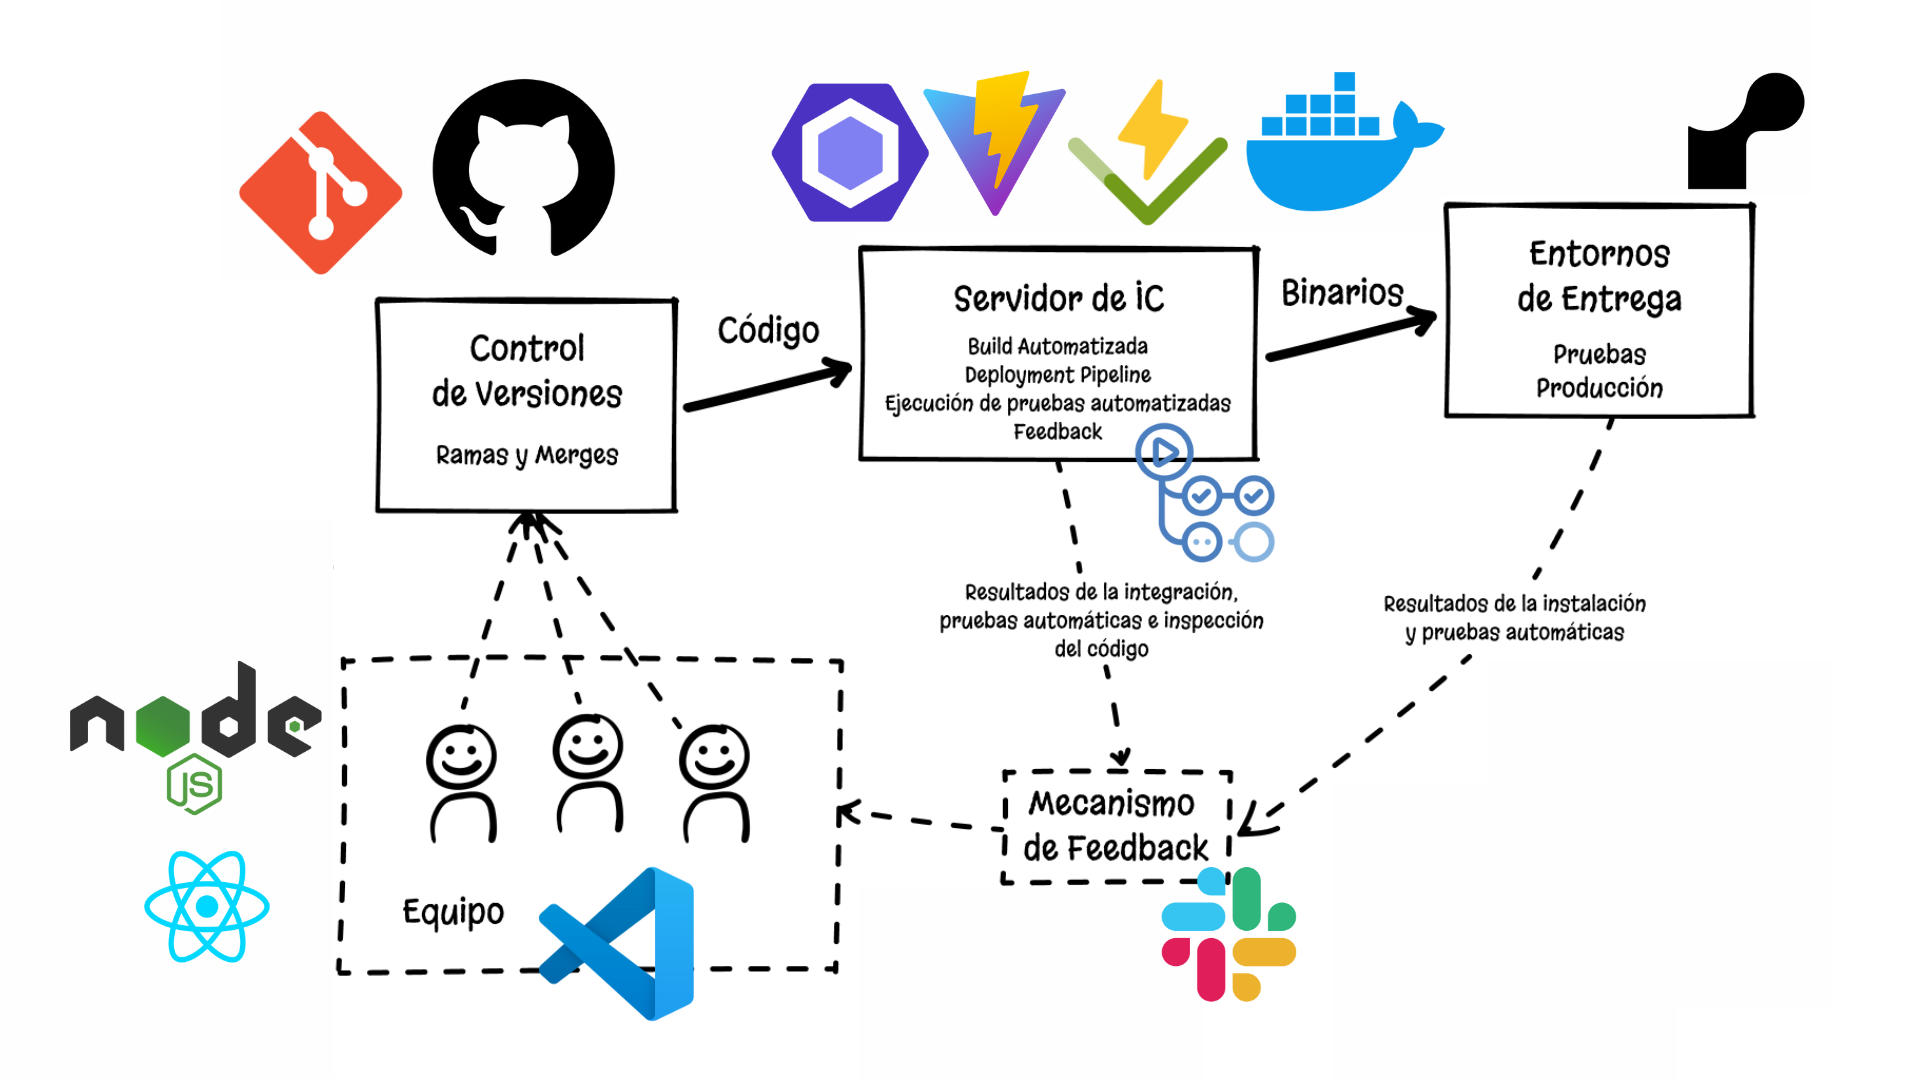 Control
de Versiones
Ramas y Merges
Código
Servidor de iC
Build Automatizada
Deployment Pipeline
Ejecución de pruebas automatizadas
Feedback
Binarios
Entornos
de Entrega
Pruebas
Producción
Resultados de la integración,
pruebas automáticas e inspección
del código
Resultados de la instalación
y pruebas automáticas
node
JS
Mecanismo
de Feedback
Equipo